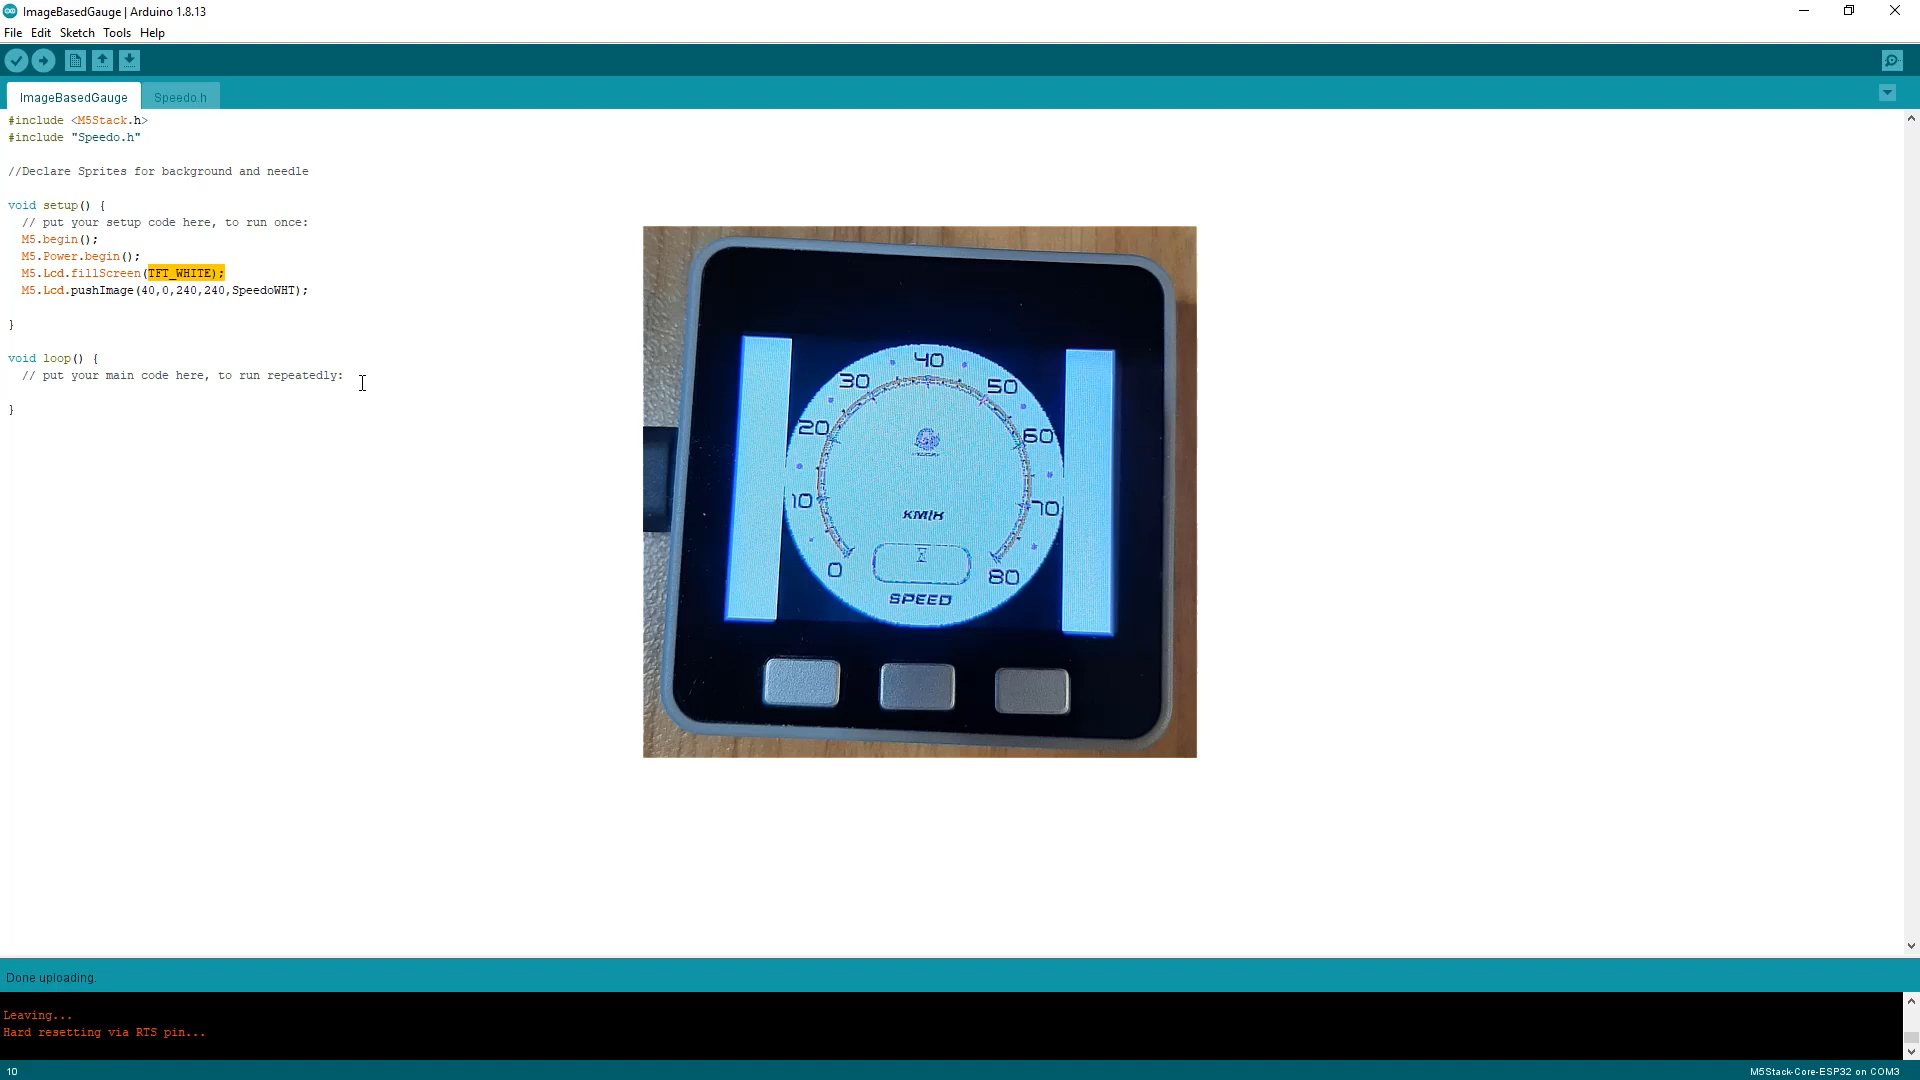 ImageBasedGauge | Arduino 1.8.13
File Edit Sketch Tools Help
ImageBasedGauge Speedo.h
#include <M5Stack.h>
#include "Speedo.h"
//Declare Sprites for background and needle
void setup() {
// put your setup code here, to run once:
M5.begin();
M5.Power.begin();
M5.Lcd.fillScreen(TFT_WHITE);
M5.Lcd.pushImage(40,0,240,240,SpeedoWHT);
}
void loop() {
// put your main code here, to run repeatedly:
}
40
30 50
20 60
10 70
KM/H
0 80
SPEED
Done uploading.
Leaving...
Hard resetting via RTS pin...
10 M5Stack-Core-ESP32 on COM3